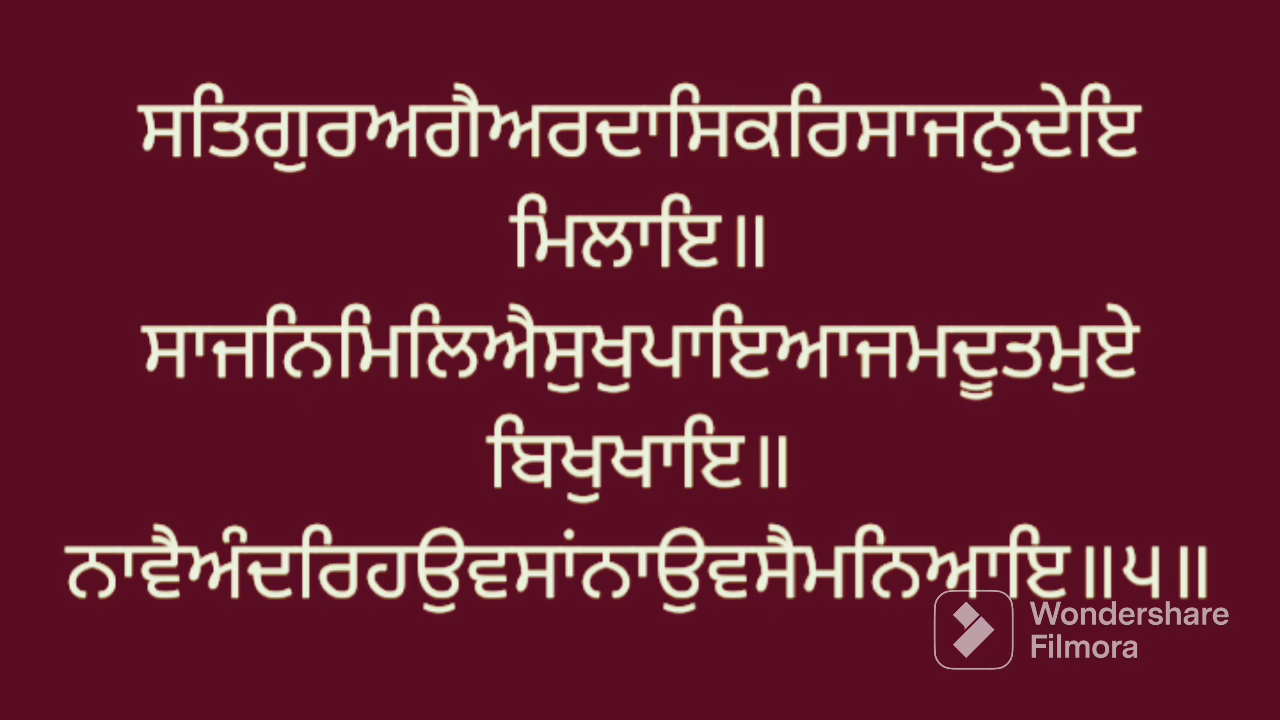 ਸਤਿਗੁਰਅਗੈਅਰਦਾਸਿਕਰਿਸਾਜਨੁਦੇਇ
ਮਿਲਾਇ॥
ਸਾਜਨਿਮਿਲਿਐਸੁਖੁਪਾਇਆਜਮਦੂਤਮੁਏ
ਬਿਖੁਖਾਇ॥
ਨਾਵੈਅੰਦਰਿਹਉਵਸਾਂਨਾਉਵਸੈਮਨਿਆਇ॥੫॥
Wondershare
Filmora